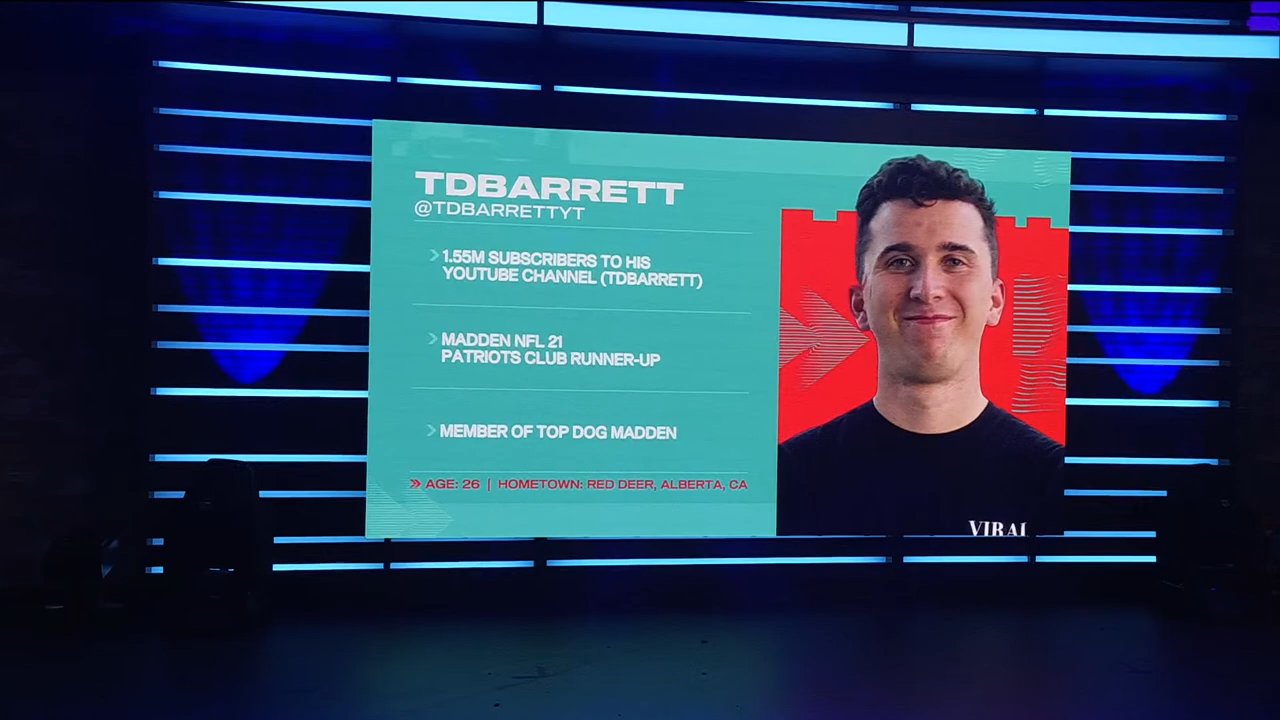 TDBARRETT
@TDBARRETTYT
1.55M SUBSCRIBERS TO HIS
YOUTUBE CHANNEL (TDBARRETT)
MADDEN NFL 21
PATRIOTS CLUB RUNNER-UP
MEMBER OF TOP DOG MADDEN
AGE: 26 | HOMETOWN: RED DEER, ALBERTA, CA
VIRAL